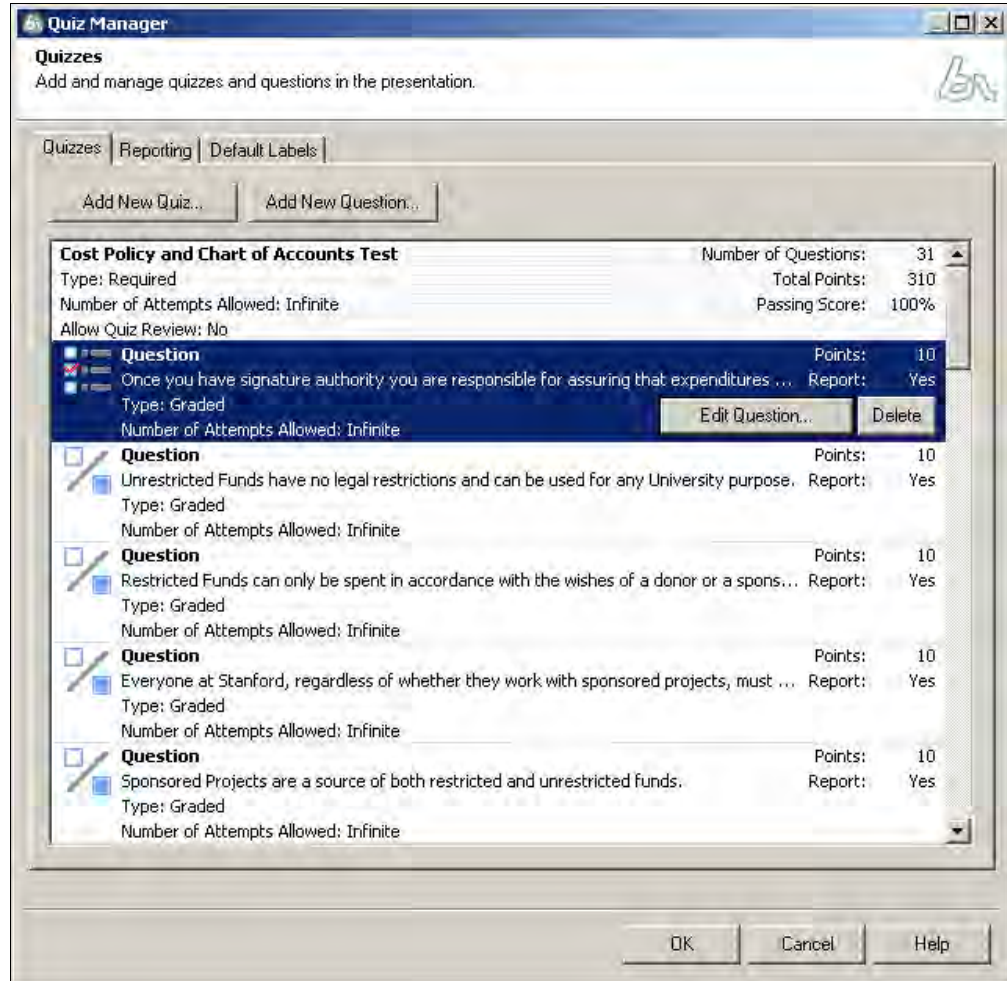 Quiz Manager
Quizzes
Add and manage quizzes and questions in the presentation.
Quizzes Reporting Default Labels
Add New Quiz... Add New Question...
Cost Policy and Chart of Accounts Test Number of Questions: 31
Type: Required Total Points: 310
Number of Attempts Allowed: Infinite Passing Score: 100%
Allow Quiz Review: No
Question Points: 10
Once you have signature authority you are responsible for assuring that expenditures ... Report: Yes
Type: Graded
Edit Question... Delete
Number of Attempts Allowed: Infinite
Question Points: 10
Unrestricted Funds have no legal restrictions and can be used for any University purpose. Report: Yes
Type: Graded
Number of Attempts Allowed: Infinite
Question Points: 10
Restricted Funds can only be spent in accordance with the wishes of a donor or a spons... Report: Yes
Type: Graded
Number of Attempts Allowed: Infinite
Question Points: 10
Everyone at Stanford, regardless of whether they work with sponsored projects, must ... Report: Yes
Type: Graded
Number of Attempts Allowed: Infinite
Question Points: 10
Sponsored Projects are a source of both restricted and unrestricted funds. Report: Yes
Type: Graded
Number of Attempts Allowed: Infinite
OK Cancel Help